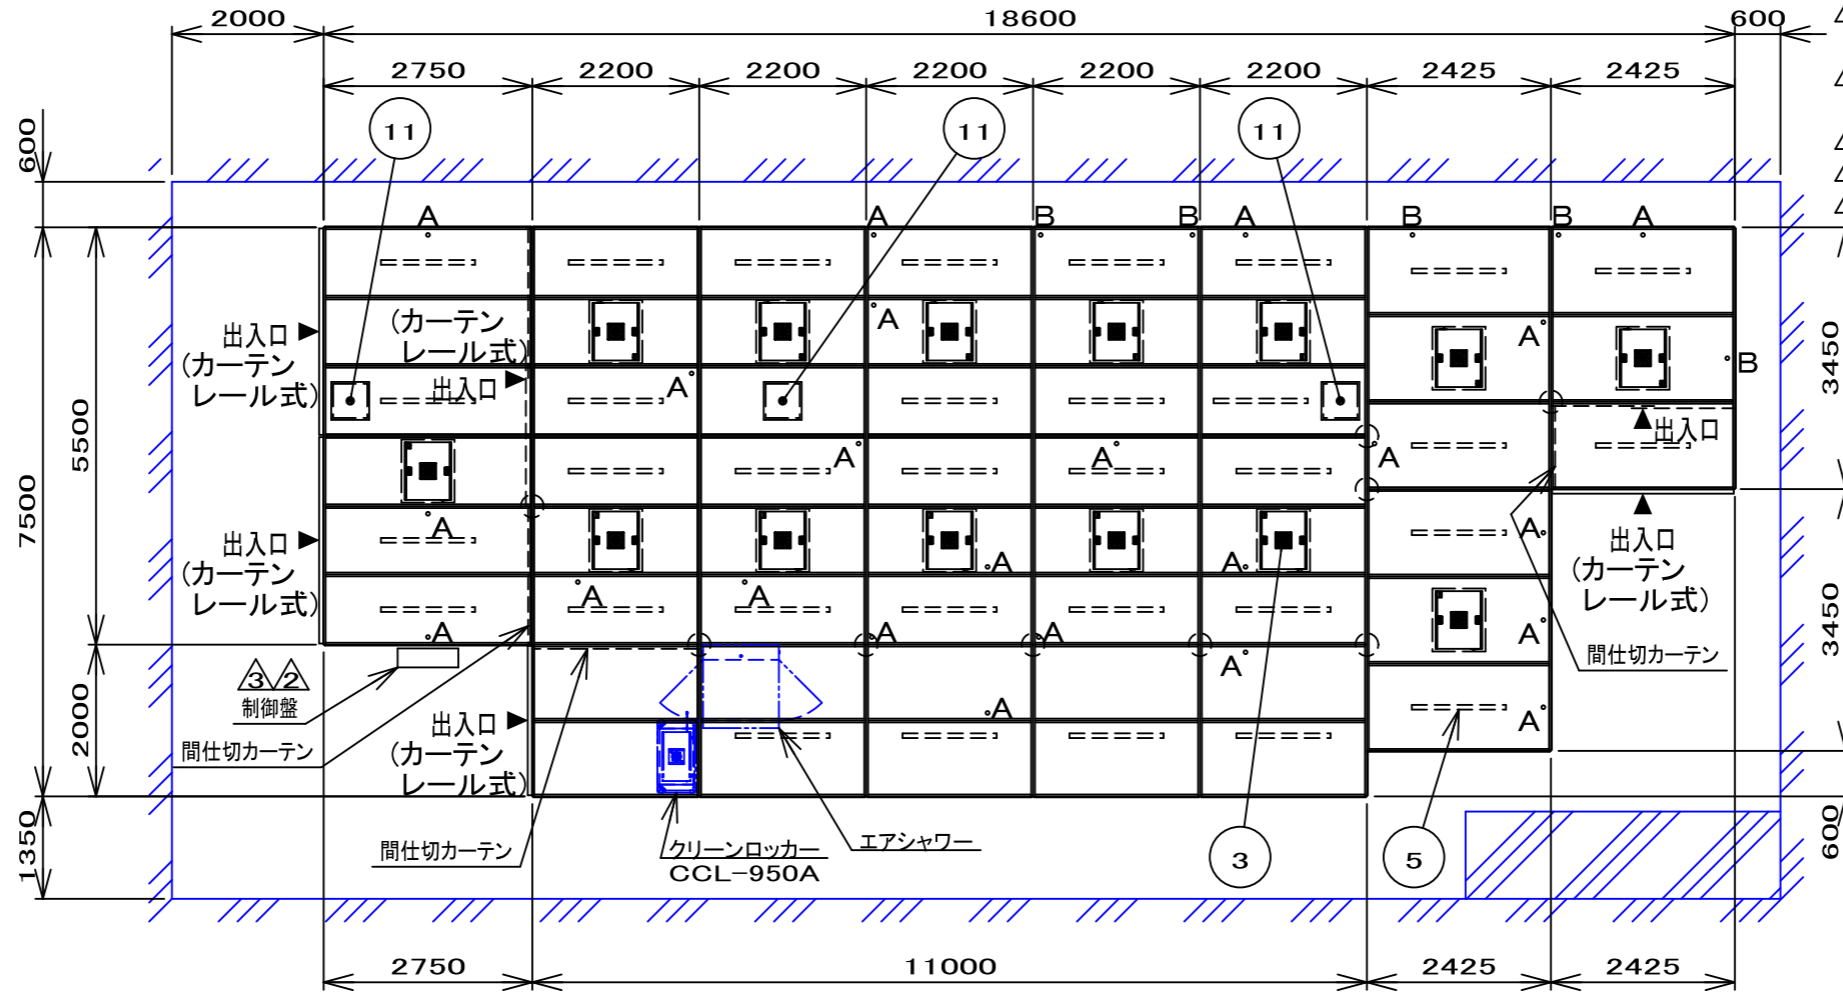 2000
18600
600
2750
2200
2200
2200
2200
2200
2425
2425
11
11
11
600
A
A
B
B
A
B
B
A
出入口
(カーテン
レール式)
(カーテン
レール式)
出入口
A
A
A
B
3450
5500
7500
A
A
A
出入口
A
出入口
(カーテン
レール式)
A
A
A
A
出入口
(カーテン
レール式)
A
A
A
A
A
A
A
3450
間仕切カーテン
3 2
制御盤
2000
間仕切カーテン
出入口
(カーテン
レール式)
A
A
1350
間仕切カーテン
クリーンロッカー
CCL-950A
エアシャワー
3
5
600
2750
11000
2425
2425